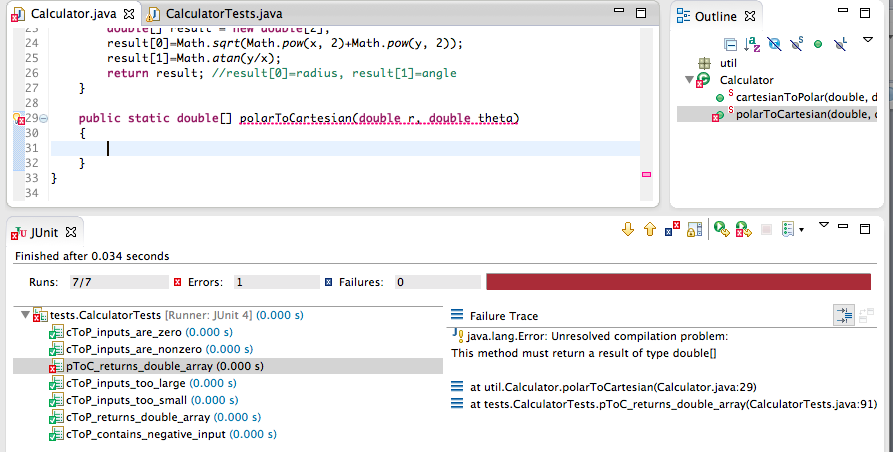 Calculator.java
CalculatorTests.java
23 double[] result = new double[2];
24 result[0]=Math.sqrt(Math.pow(x, 2)+Math.pow(y, 2));
25 result[1]=Math.atan(y/x);
26 return result; //result[0]=radius, result[1]=angle
27 }
28
29 public static double[] polarToCartesian(double r, double theta)
30 {
31
32 }
33 }
34
Outline
util
Calculator
cartesianToPolar(double, d
polarToCartesian(double, d
JUnit
Finished after 0.034 seconds
Runs: 7/7 Errors: 1 Failures: 0
tests.CalculatorTests [Runner: JUnit 4] (0.000 s)
cToP_inputs_are_zero (0.000 s)
cToP_inputs_are_nonzero (0.000 s)
pToC_returns_double_array (0.000 s)
cToP_inputs_too_large (0.000 s)
cToP_inputs_too_small (0.000 s)
cToP_returns_double_array (0.000 s)
cToP_contains_negative_input (0.000 s)
Failure Trace
java.lang.Error: Unresolved compilation problem:
This method must return a result of type double[]
at util.Calculator.polarToCartesian(Calculator.java:29)
at tests.CalculatorTests.pToC_returns_double_array(CalculatorTests.java:91)